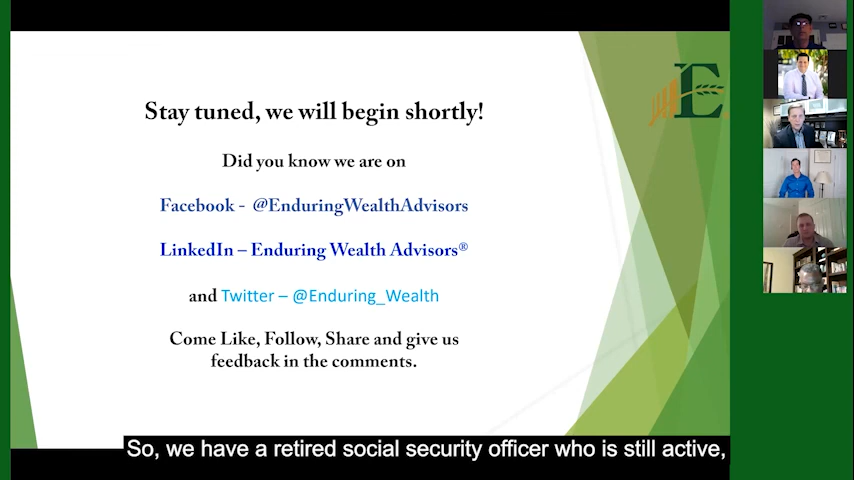 Stay tuned, we will begin shortly!
Did you know we are on
Facebook - @EnduringWealthAdvisors
LinkedIn – Enduring Wealth Advisors®
and Twitter – @Enduring_Wealth
Come Like, Follow, Share and give us
feedback in the comments.
E
So, we have a retired social security officer who is still active,